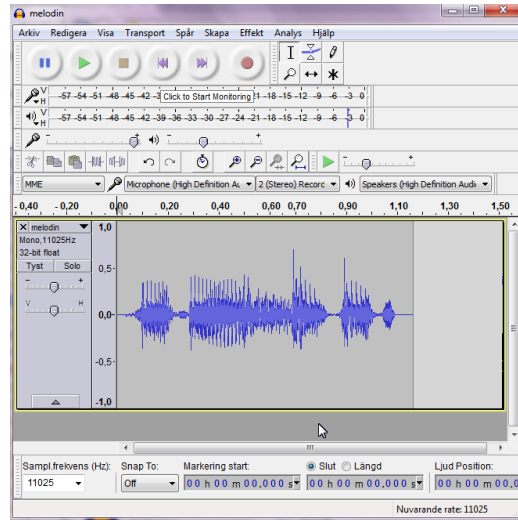 melodin
Arkiv Redigera Visa Transport Spår Skapa Effekt Analys Hjälp
V H -57 -54 -51 -48 -45 -42 -3 Click to Start Monitoring -18 -15 -12 -9 -6 -3 0
V H -57 -54 -51 -48 -45 -42 -39 -36 -33 -30 -27 -24 -21 -18 -15 -12 -9 -6 -3 0
MME Microphone (High Definition Au 2 (Stereo) Recorc Speakers (High Definition Audi
- 0,40 - 0,20 0,00 0,20 0,40 0,60 0,70 0,90 1,10 1,30 1,50
melodin 1,0
Mono,11025Hz
32-bit float
Tyst Solo
0,5-
V H
0,0-
-0,5-
-1,0
Sampl.frekvens (Hz): Snap To: Markering start: Slut Längd Ljud Position:
11025 Off 00 h 00 m 00,000 s 00 h 00 m 00,000 s 00 h 00 m 00,0
Nuvarande rate: 11025